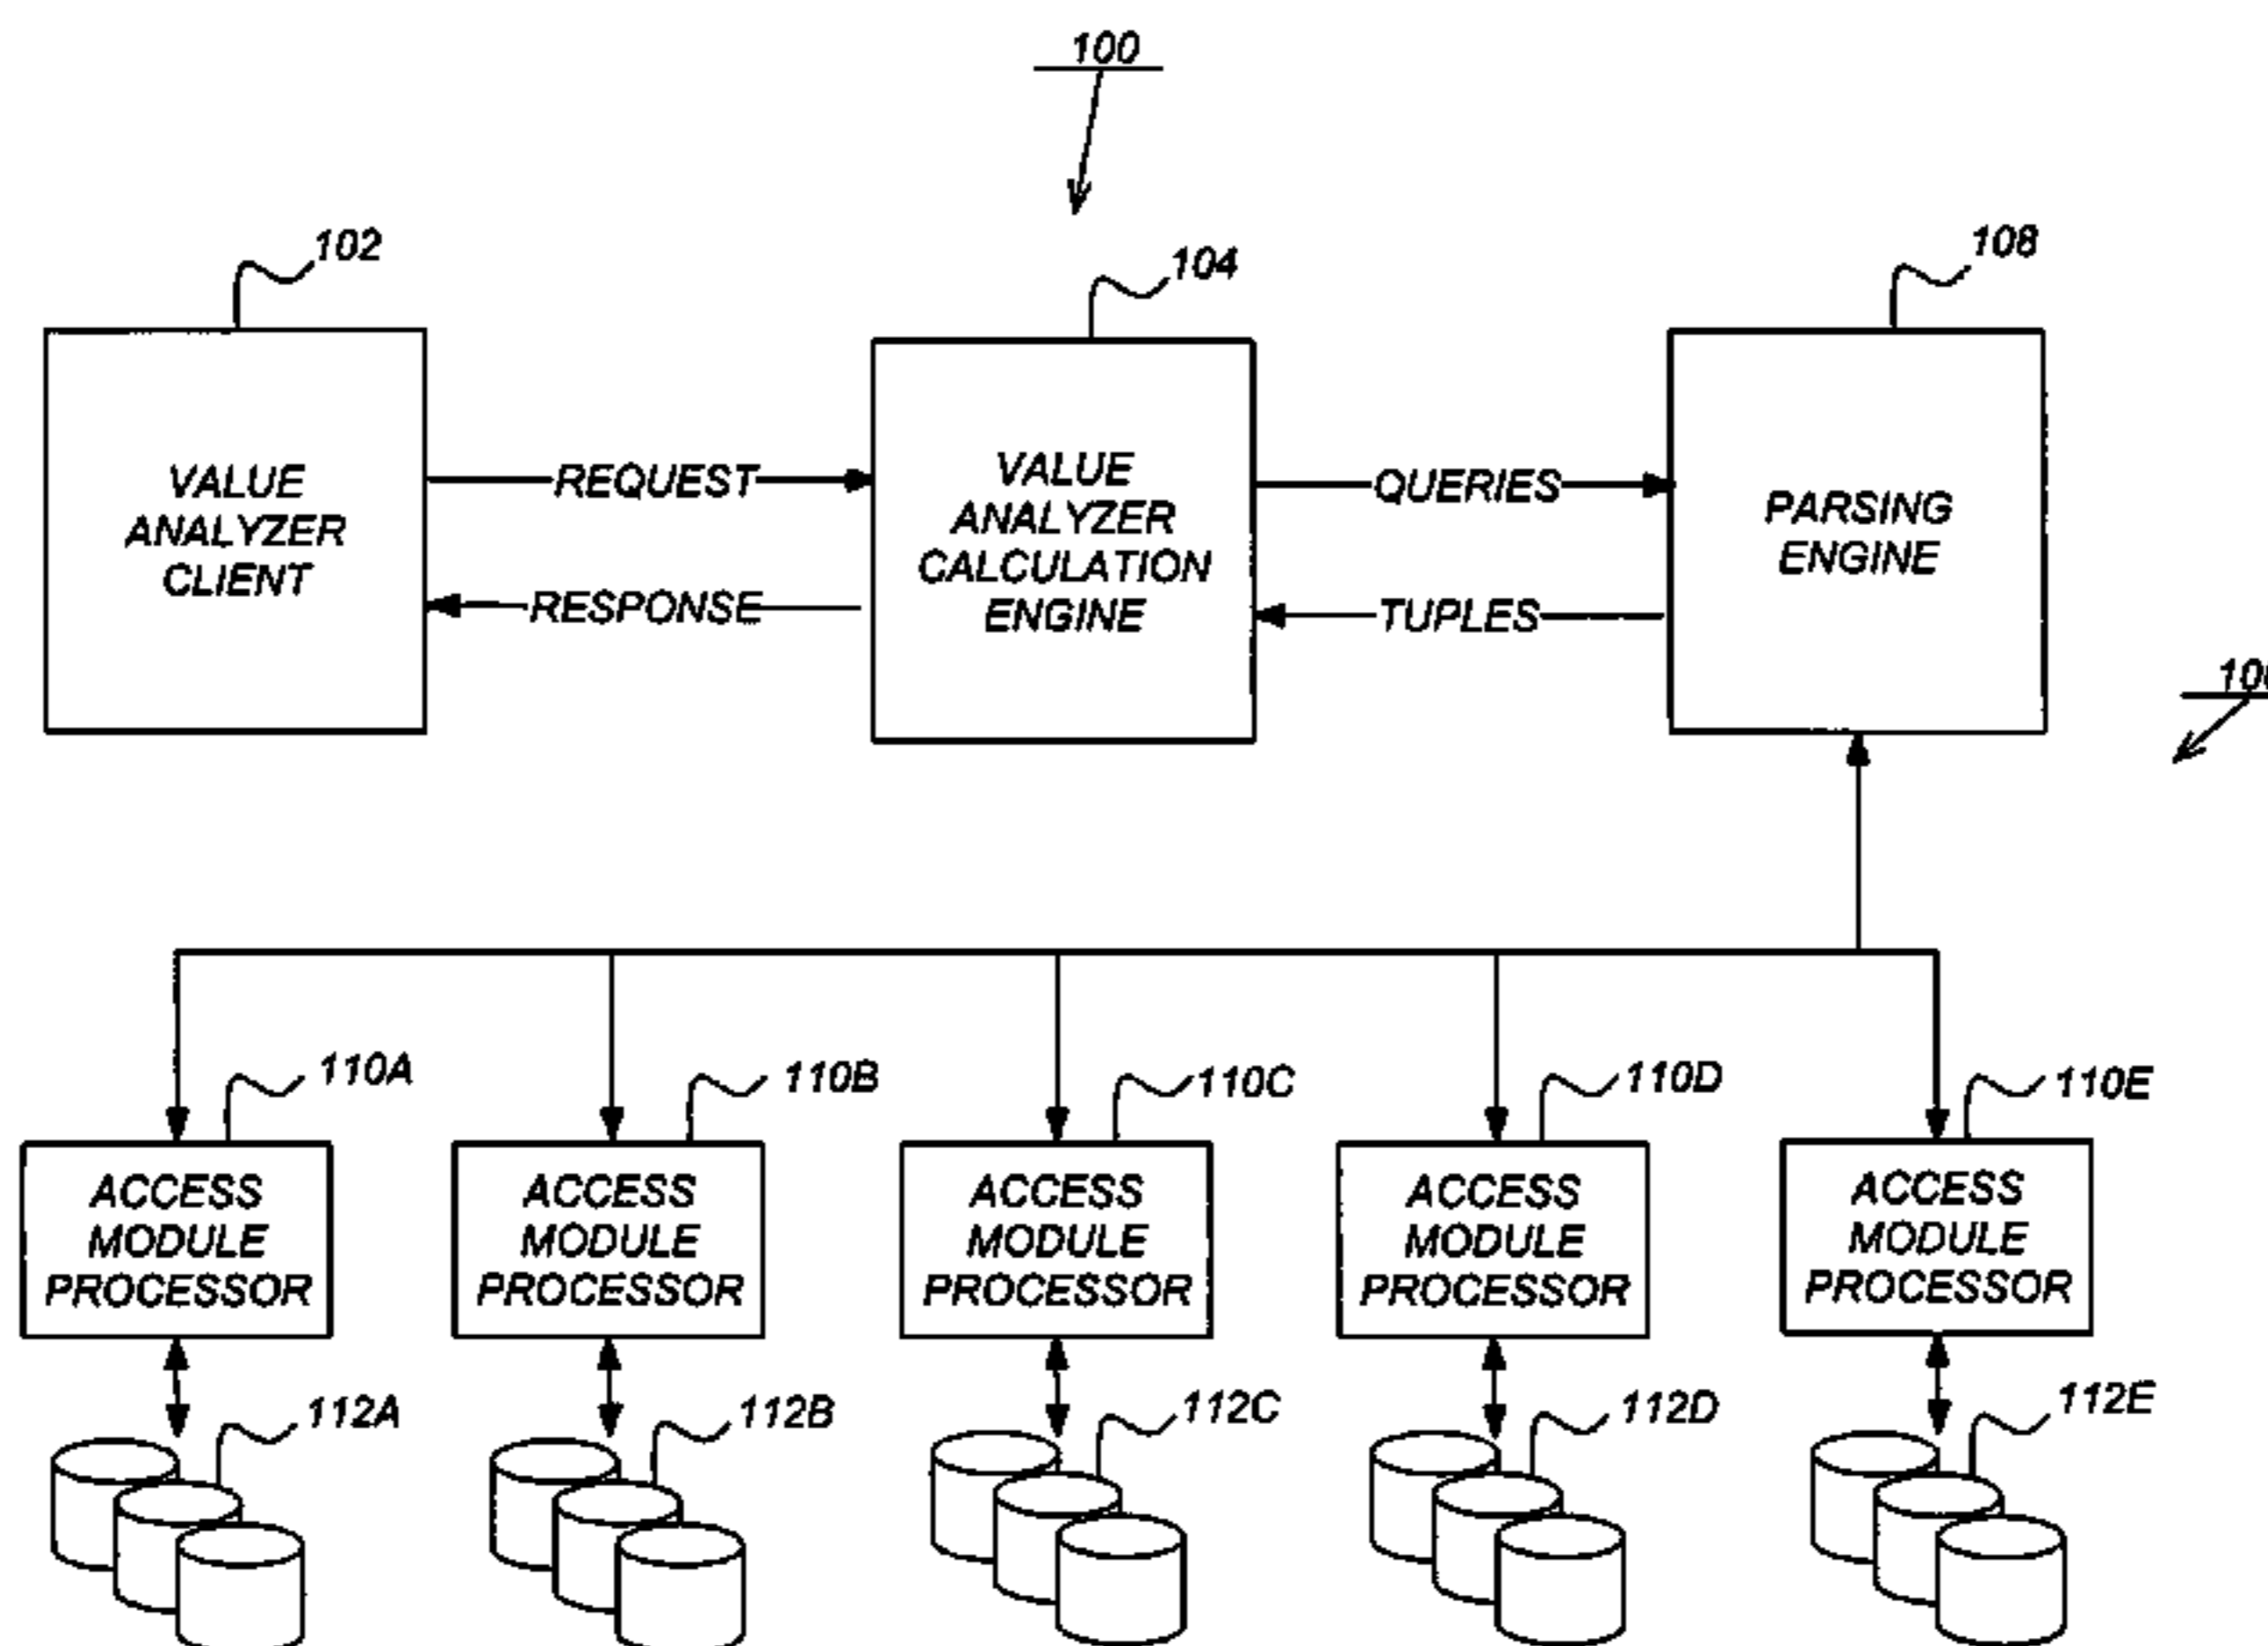 100
102
104
108
VALUE
ANALYZER
CLIENT
REQUEST
RESPONSE
VALUE
ANALYZER
CALCULATION
ENGINE
QUERIES
TUPLES
PARSING
ENGINE
110A
110B
110C
110D
110E
ACCESS
MODULE
PROCESSOR
ACCESS
MODULE
PROCESSOR
ACCESS
MODULE
PROCESSOR
ACCESS
MODULE
PROCESSOR
ACCESS
MODULE
PROCESSOR
112A
112B
112C
112D
112E